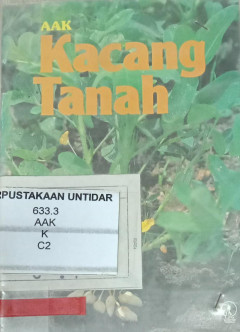 AAK
Kacang
Tanah
RPUSTAKAAN UNTIDAR
633.3
AAK
K
C2